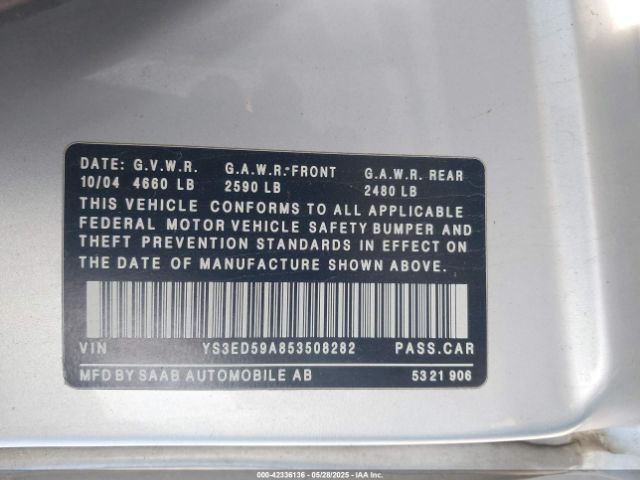 DATE: G.V.W.R. G.A.W.R.-FRONT G.A.W.R. REAR
10/04 4660 LB 2590 LB 2480 LB
THIS VEHICLE CONFORMS TO ALL APPLICABLE
FEDERAL MOTOR VEHICLE SAFETY BUMPER AND
THEFT PREVENTION STANDARDS IN EFFECT ON
THE DATE OF MANUFACTURE SHOWN ABOVE.
VIN YS3ED59A853508282 PASS.CAR
MFD BY SAAB AUTOMOBILE AB 5321906
000-42336136 - 05/28/2025 - IAA Inc.